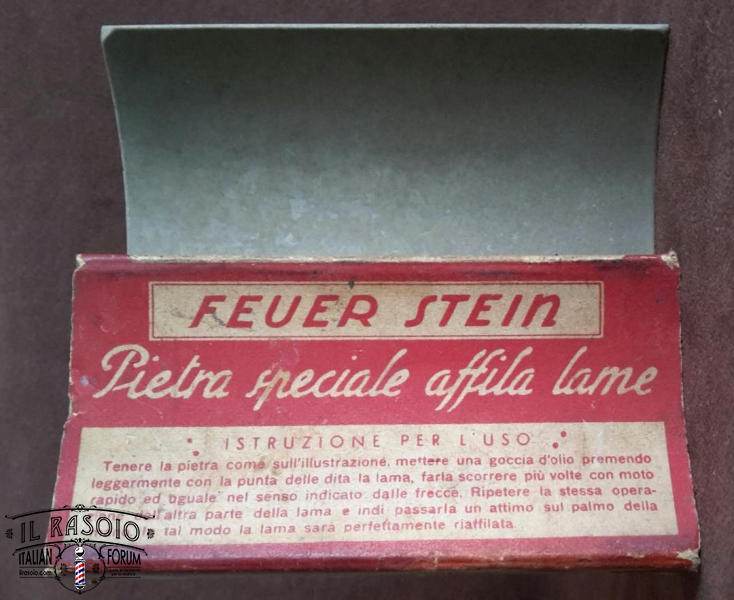 FEUER STEIN
Pietra speciale affila lame
ISTRUZIONE PER L'USO
Tenere la pietra come sull'illustrazione, mettere una goccia d'olio premendo
leggermente con la punta delle dita la lama, farla scorrere più volte con moto
rapido ed uguale nel senso indicato dalle frecce. Ripetere la stessa opera-
altra parte della lama e indi passarla un attimo sul palmo della
tal modo la lama sarà perfettamente riaffilata.
IL RASOIO
ITALIAN FORUM
ilrasoio.com